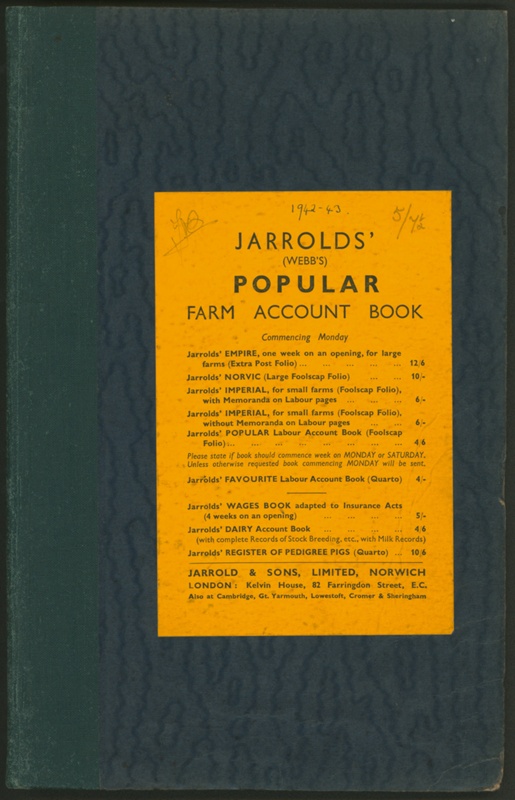 1942-43.
5/7½
JARROLDS'
(WEBB'S)
POPULAR
FARM ACCOUNT BOOK
Commencing Monday
Jarrolds' EMPIRE, one week on an opening, for large
farms (Extra Post Folio) ... ... ... ... ... 12/6
Jarrolds' NORVIC (Large Foolscap Folio) ... ... 10/-
Jarrolds' IMPERIAL, for small farms (Foolscap Folio),
with Memoranda on Labour pages ... ... ... 6/-
Jarrolds' IMPERIAL, for small farms (Foolscap Folio),
without Memoranda on Labour pages ... ... 6/-
Jarrolds' POPULAR Labour Account Book (Foolscap
Folio) ... ... ... ... ... ... ... ... 4/6
Please state if book should commence week on MONDAY or SATURDAY.
Unless otherwise requested book commencing MONDAY will be sent.
Jarrolds' FAVOURITE Labour Account Book (Quarto) 4/-
Jarrolds' WAGES BOOK adapted to Insurance Acts
(4 weeks on an opening) ... ... ... ... 5/-
Jarrolds' DAIRY Account Book ... ... ... ... 4/6
(with complete Records of Stock Breeding, etc., with Milk Records)
Jarrolds' REGISTER OF PEDIGREE PIGS (Quarto) ... 10/6
JARROLD & SONS, LIMITED, NORWICH
LONDON: Kelvin House, 82 Farringdon Street, E.C.
Also at Cambridge, Gt. Yarmouth, Lowestoft, Cromer & Sheringham